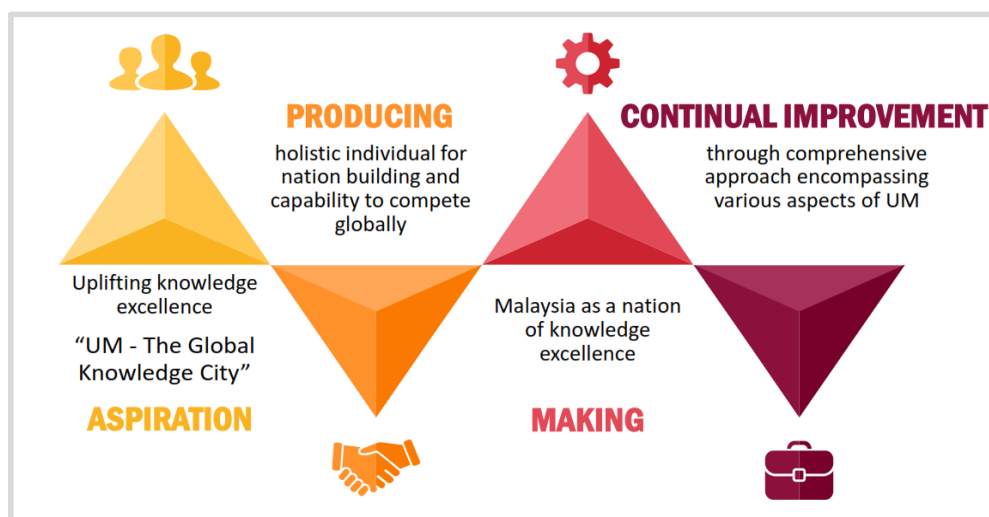 PRODUCING
holistic individual for
nation building and
capability to compete
globally
CONTINUAL IMPROVEMENT
through comprehensive
approach encompassing
various aspects of UM
Uplifting knowledge
excellence
“UM - The Global
Knowledge City”
ASPIRATION
Malaysia as a nation
of knowledge
excellence
MAKING